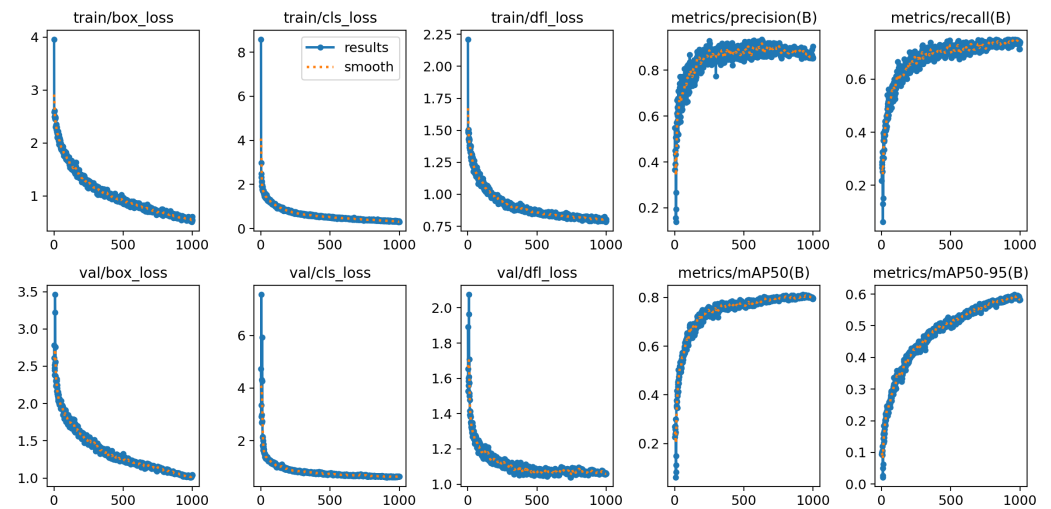 train/box_loss
train/cls_loss
train/dfl_loss
metrics/precision(B)
metrics/recall(B)
4
3
2
1
0 500 1000
8
6
4
2
0
results
smooth
0 500 1000
2.25
2.00
1.75
1.50
1.25
1.00
0.75
0 500 1000
0.8
0.6
0.4
0.2
0 500 1000
0.6
0.4
0.2
0 500 1000
val/box_loss
val/cls_loss
val/dfl_loss
metrics/mAP50(B)
metrics/mAP50-95(B)
3.5
3.0
2.5
2.0
1.5
1.0
0 500 1000
6
4
2
0 500 1000
2.0
1.8
1.6
1.4
1.2
1.0
0 500 1000
0.8
0.6
0.4
0.2
0 500 1000
0.6
0.5
0.4
0.3
0.2
0.1
0.0
0 500 1000